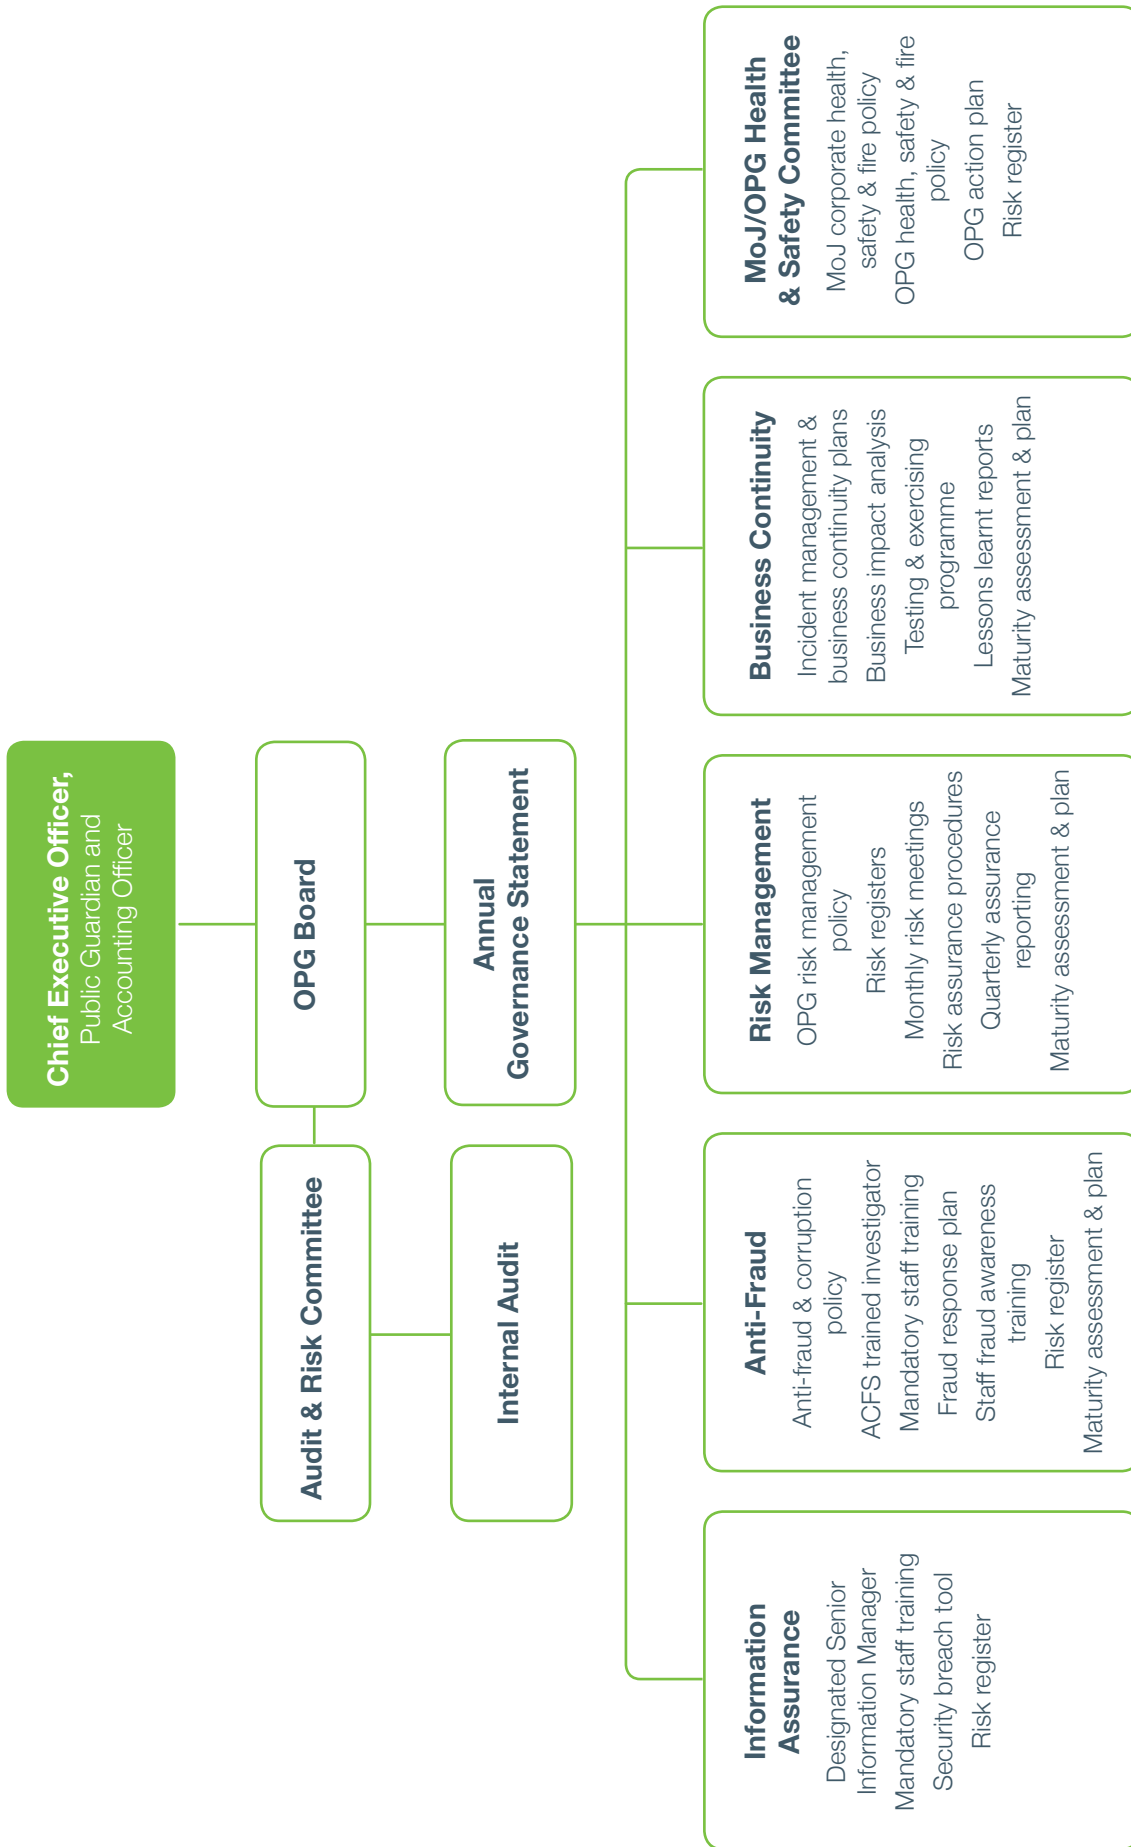 Chief Executive Officer,
Public Guardian and
Accounting Officer
OPG Board
Audit & Risk Committee
Annual
Governance Statement
Internal Audit
Information
Assurance
Designated Senior
Information Manager
Mandatory staff training
Security breach tool
Risk register
Anti-Fraud
Anti-fraud & corruption
policy
ACFS trained investigator
Mandatory staff training
Fraud response plan
Staff fraud awareness
training
Risk register
Maturity assessment & plan
Risk Management
OPG risk management
policy
Risk registers
Monthly risk meetings
Risk assurance procedures
Quarterly assurance
reporting
Maturity assessment & plan
Business Continuity
Incident management &
business continuity plans
Business impact analysis
Testing & exercising
programme
Lessons learnt reports
Maturity assessment & plan
MoJ/OPG Health
& Safety Committee
MoJ corporate health,
safety & fire policy
OPG health, safety & fire
policy
OPG action plan
Risk register